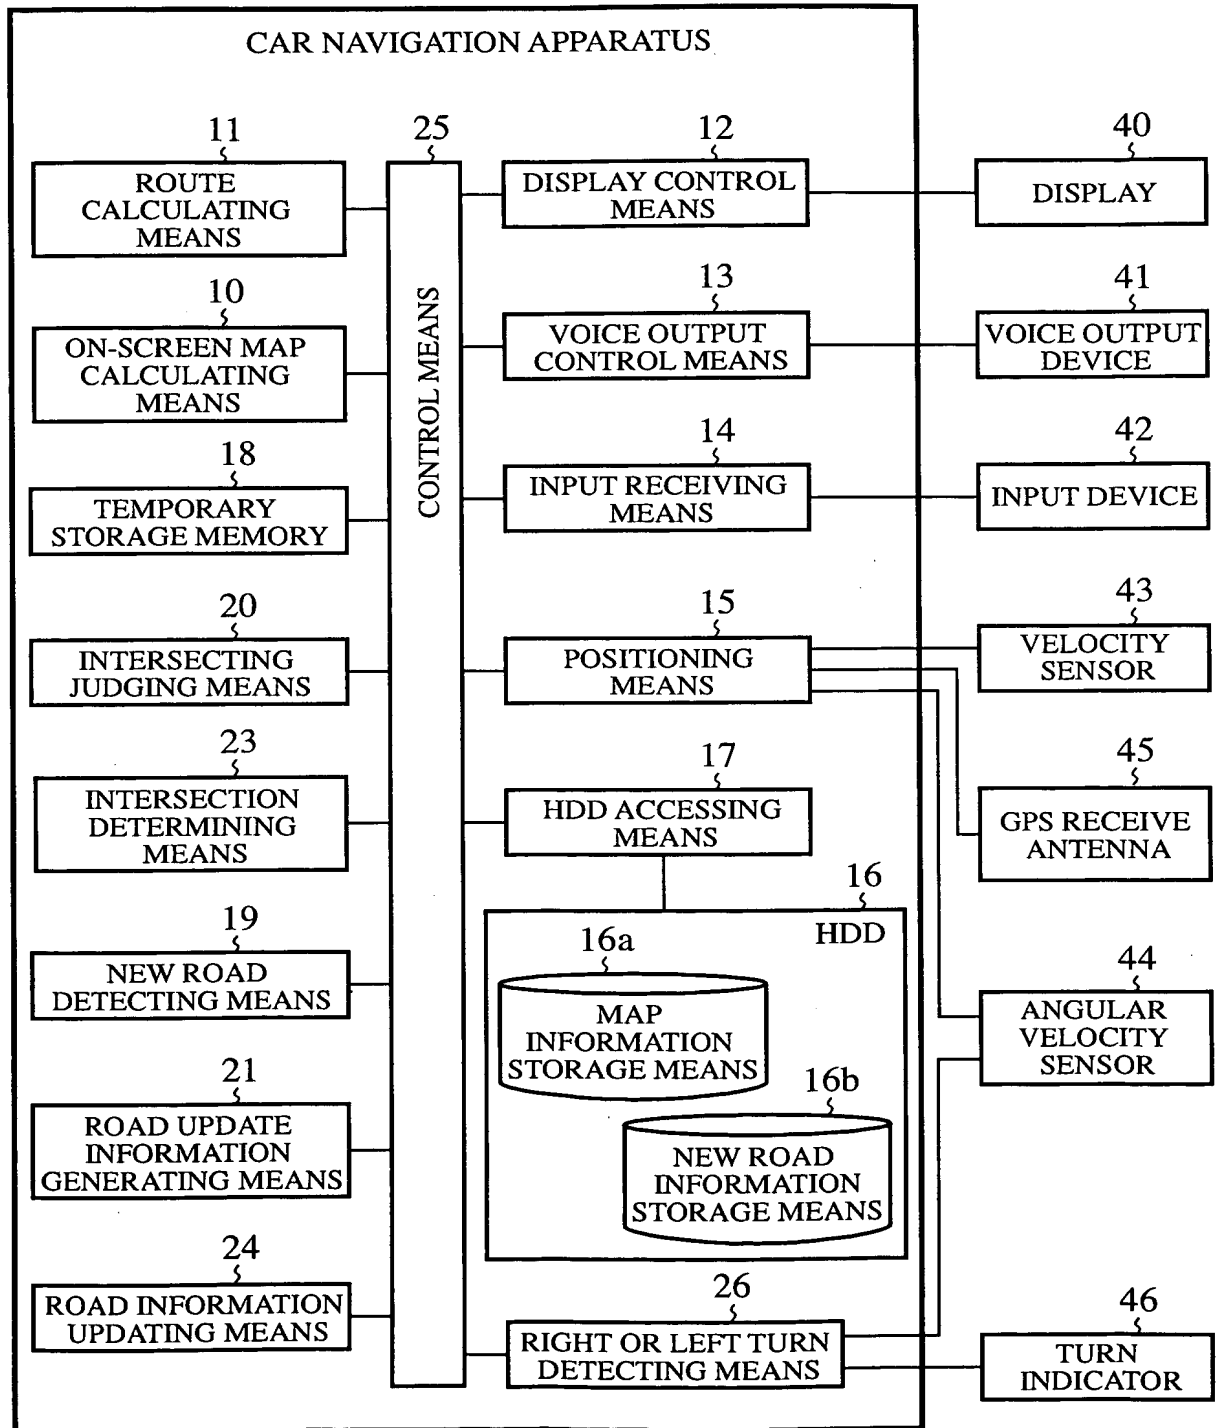 CAR NAVIGATION APPARATUS
11
ROUTE
CALCULATING
MEANS
10
ON-SCREEN MAP
CALCULATING
MEANS
18
TEMPORARY
STORAGE MEMORY
20
INTERSECTING
JUDGING MEANS
23
INTERSECTION
DETERMINING
MEANS
19
NEW ROAD
DETECTING MEANS
21
ROAD UPDATE
INFORMATION
GENERATING MEANS
24
ROAD INFORMATION
UPDATING MEANS
25
CONTROL MEANS
12
DISPLAY CONTROL
MEANS
13
VOICE OUTPUT
CONTROL MEANS
14
INPUT RECEIVING
MEANS
15
POSITIONING
MEANS
17
HDD ACCESSING
MEANS
16
HDD
16a
MAP
INFORMATION
STORAGE MEANS
16b
NEW ROAD
INFORMATION
STORAGE MEANS
26
RIGHT OR LEFT TURN
DETECTING MEANS
40
DISPLAY
41
VOICE OUTPUT
DEVICE
42
INPUT DEVICE
43
VELOCITY
SENSOR
45
GPS RECEIVE
ANTENNA
44
ANGULAR
VELOCITY
SENSOR
46
TURN
INDICATOR